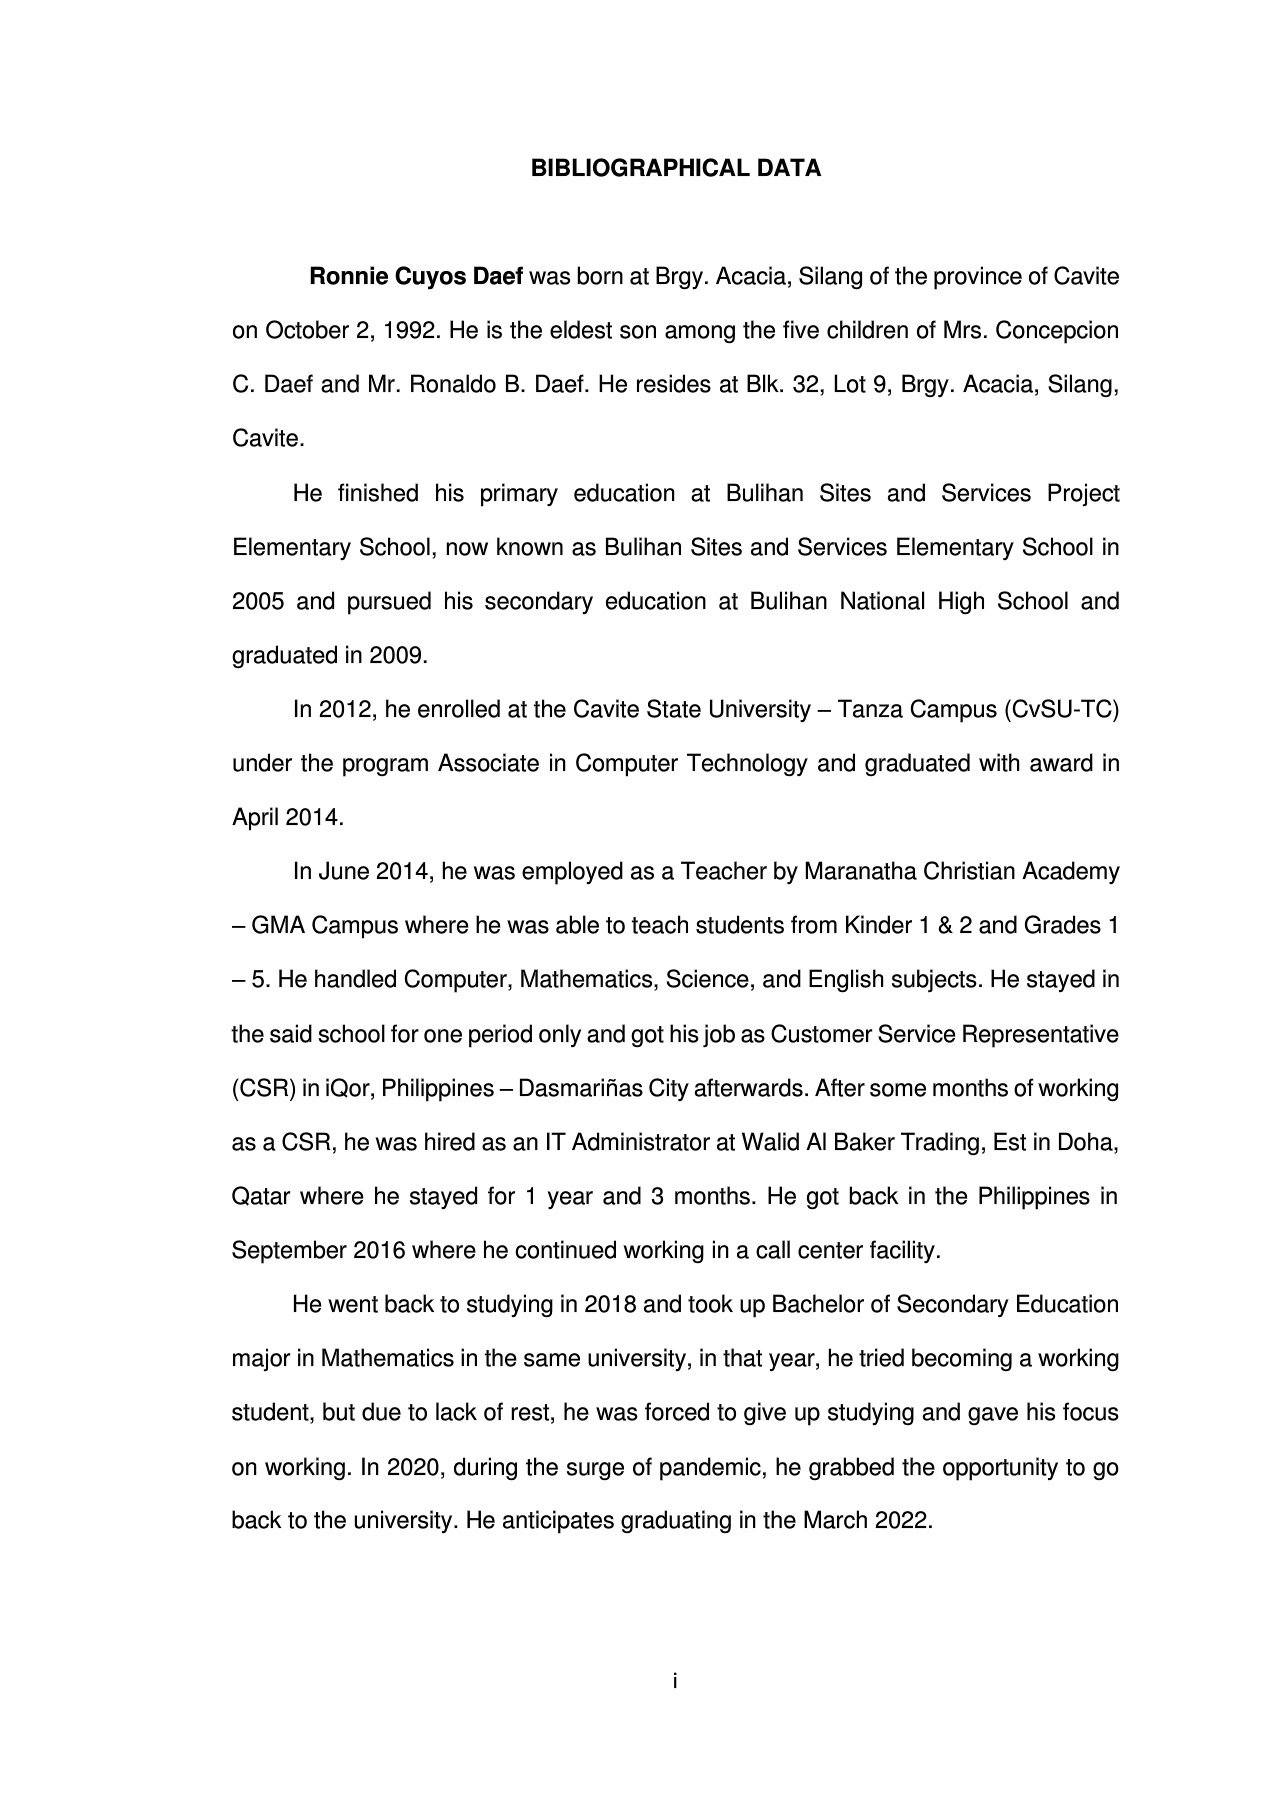 BIBLIOGRAPHICAL DATA
Ronnie Cuyos Daef was born at Brgy. Acacia, Silang of the province of Cavite
on October 2, 1992. He is the eldest son among the five children of Mrs. Concepcion
C. Daef and Mr. Ronaldo B. Daef. He resides at Blk. 32, Lot 9, Brgy. Acacia, Silang,
Cavite.
He finished his primary education at Bulihan Sites and Services Project
Elementary School, now known as Bulihan Sites and Services Elementary School in
2005 and pursued his secondary education at Bulihan National High School and
graduated in 2009.
In 2012, he enrolled at the Cavite State University – Tanza Campus (CvSU-TC)
under the program Associate in Computer Technology and graduated with award in
April 2014.
In June 2014, he was employed as a Teacher by Maranatha Christian Academy
– GMA Campus where he was able to teach students from Kinder 1 & 2 and Grades 1
– 5. He handled Computer, Mathematics, Science, and English subjects. He stayed in
the said school for one period only and got his job as Customer Service Representative
(CSR) in iQor, Philippines – Dasmariñas City afterwards. After some months of working
as a CSR, he was hired as an IT Administrator at Walid Al Baker Trading, Est in Doha,
Qatar where he stayed for 1 year and 3 months. He got back in the Philippines in
September 2016 where he continued working in a call center facility.
He went back to studying in 2018 and took up Bachelor of Secondary Education
major in Mathematics in the same university, in that year, he tried becoming a working
student, but due to lack of rest, he was forced to give up studying and gave his focus
on working. In 2020, during the surge of pandemic, he grabbed the opportunity to go
back to the university. He anticipates graduating in the March 2022.
i